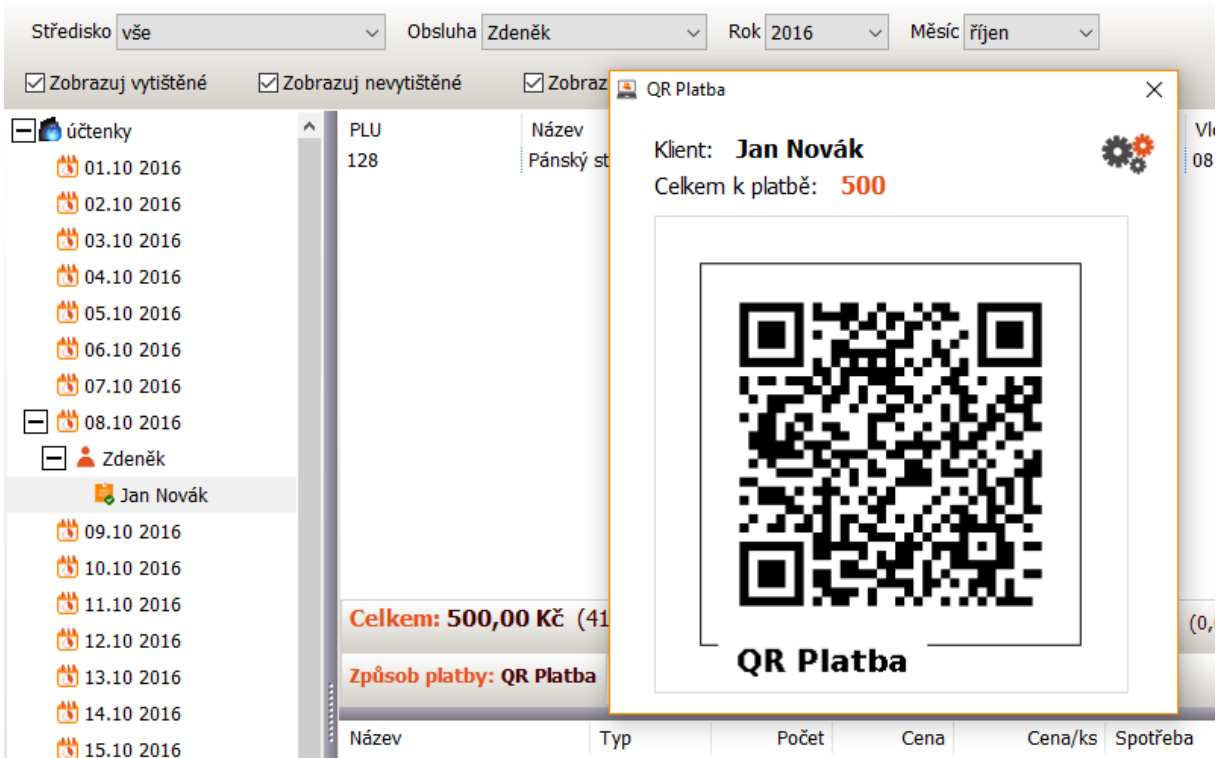 Středisko vše Obsluha Zdeněk Rok 2016 Měsíc říjen
Zobrazuj vytištěné Zobrazuj nevytištěné Zobraz
účtenky
01.10 2016
02.10 2016
03.10 2016
04.10 2016
05.10 2016
06.10 2016
07.10 2016
08.10 2016
Zdeněk
Jan Novák
09.10 2016
10.10 2016
11.10 2016
12.10 2016
13.10 2016
14.10 2016
15.10 2016
PLU Název
128 Pánský st
Celkem: 500,00 Kč (41
Způsob platby: QR Platba
Název Typ Počet Cena Cena/ks Spotřeba
QR Platba
Klient: Jan Novák
Celkem k platbě: 500
QR Platba
08
(0,